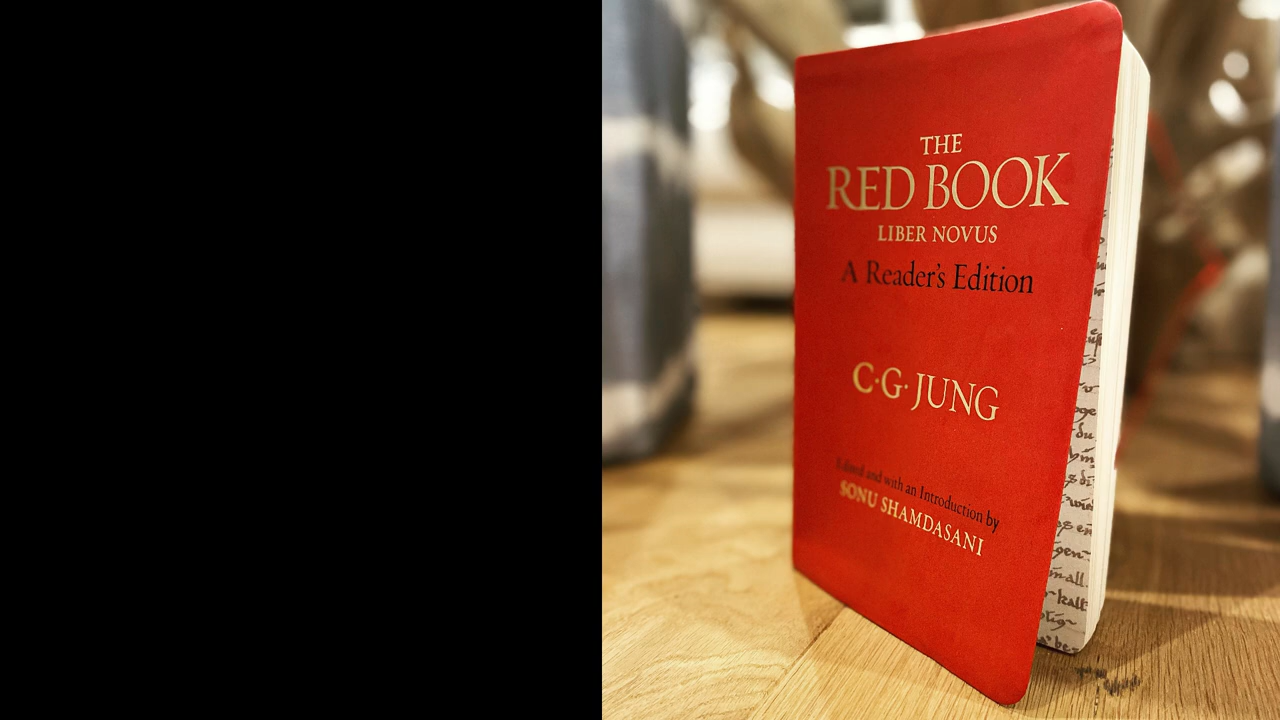 THE
RED BOOK
LIBER NOVUS
A Reader's Edition
C·G·JUNG
Edited and with an Introduction by
SONU SHAMDASANI